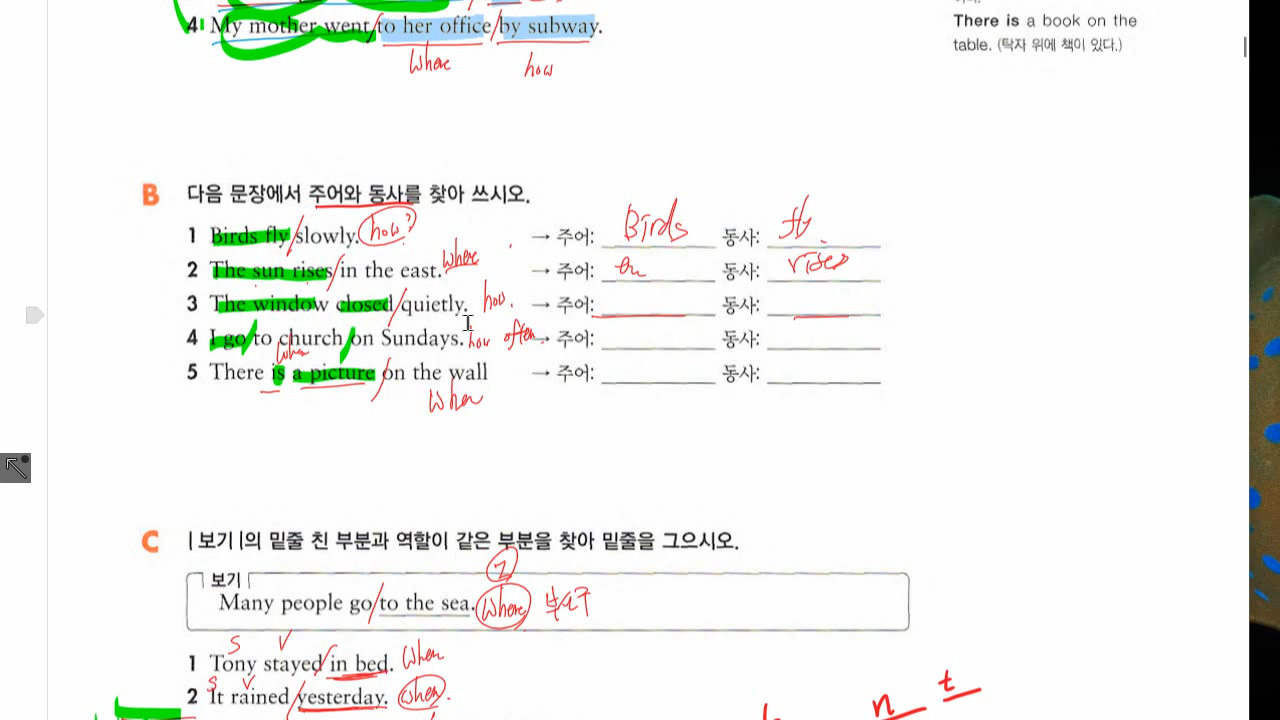 4 My mother went/to her office/by subway.
where how
There is a book on the
table. (탁자 위에 책이 있다.)
B 다음 문장에서 주어와 동사를 찾아 쓰시오.
1 Birds fly/slowly. how? → 주어: Birds 동사: fly
2 The sun rises/in the east. where → 주어: 동사: rises
3 The window closed/quietly. how. → 주어: 동사:
4 I go/to church/on Sundays. how often → 주어: 동사:
where
5 There is a picture/on the wall → 주어: 동사:
where
C |보기|의 밑줄 친 부분과 역할이 같은 부분을 찾아 밑줄을 그으시오.
보기
Many people go/to the sea. where 부사구
S V
1 Tony stayed/in bed. where
S V
2 It rained/yesterday. when.
n t